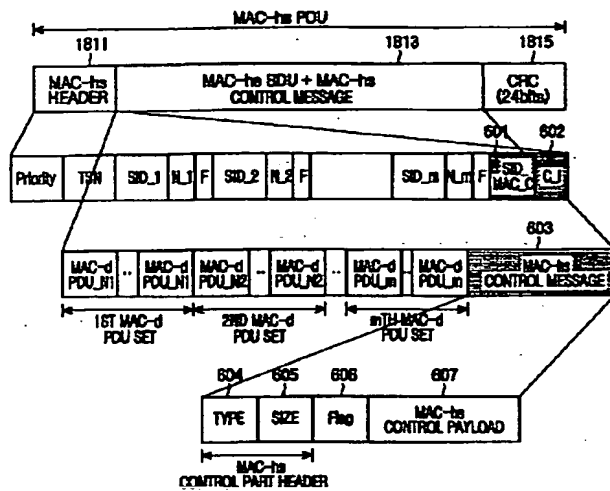 MAC-hs PDU
1811 1813 1815
MAC-hs HEADER
MAC-hs SDU + MAC-hs CONTROL MESSAGE
CRC (24bits)
601 602
Priority TSN SID_1 N_1 F SID_2 N_2 F SID_m N_m F SID_MAC_C C_I
603
MAC-d PDU_N1 .. MAC-d PDU_N1 MAC-d PDU_N2 .. MAC-d PDU_N2 .. MAC-d PDU_m .. MAC-d PDU_m MAC-hs CONTROL MESSAGE
1ST MAC-d PDU SET
2ND MAC-d PDU SET
mTH MAC-d PDU SET
604 605 606 607
TYPE SIZE Flag MAC-hs CONTROL PAYLOAD
MAC-hs CONTROL PART HEADER